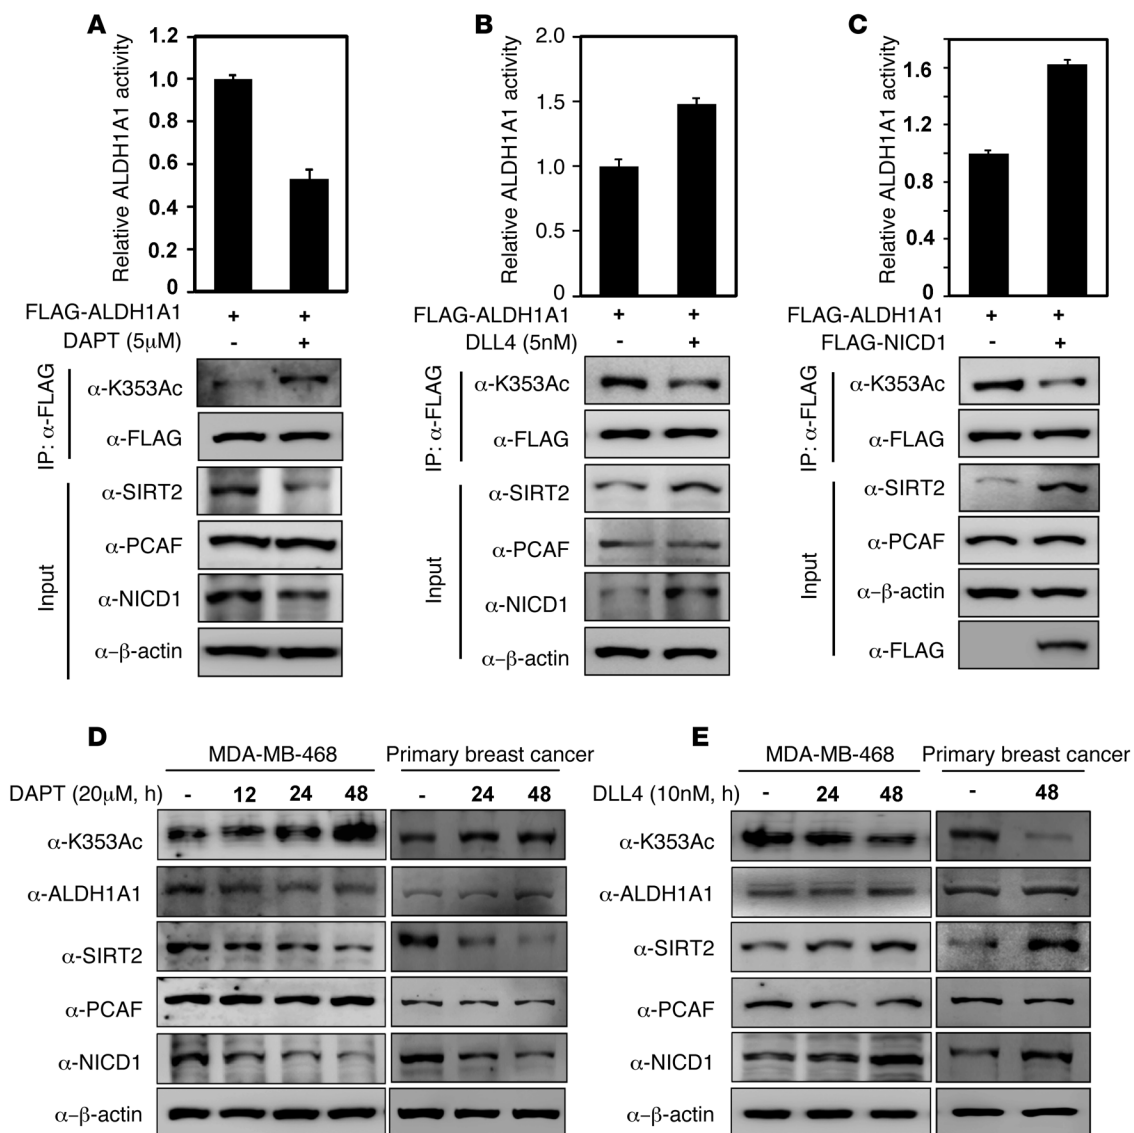 A
Relative ALDH1A1 activity
1.2
1.0
0.8
0.6
0.4
0.2
0
FLAG-ALDH1A1 + +
DAPT (5μM) - +
IP: α-FLAG
α-K353Ac
α-FLAG
Input
α-SIRT2
α-PCAF
α-NICD1
α–β-actin
B
Relative ALDH1A1 activity
2.0
1.5
1.0
0.5
0
FLAG-ALDH1A1 + +
DLL4 (5nM) - +
IP: α-FLAG
α-K353Ac
α-FLAG
Input
α-SIRT2
α-PCAF
α-NICD1
α–β-actin
C
Relative ALDH1A1 activity
1.6
1.2
0.8
0.4
0
FLAG-ALDH1A1 + +
FLAG-NICD1 - +
IP: α-FLAG
α-K353Ac
α-FLAG
Input
α-SIRT2
α-PCAF
α–β-actin
α-FLAG
D
MDA-MB-468 Primary breast cancer
DAPT (20μM, h) - 12 24 48 - 24 48
α-K353Ac
α-ALDH1A1
α-SIRT2
α-PCAF
α-NICD1
α–β-actin
E
MDA-MB-468 Primary breast cancer
DLL4 (10nM, h) - 24 48 - 48
α-K353Ac
α-ALDH1A1
α-SIRT2
α-PCAF
α-NICD1
α–β-actin